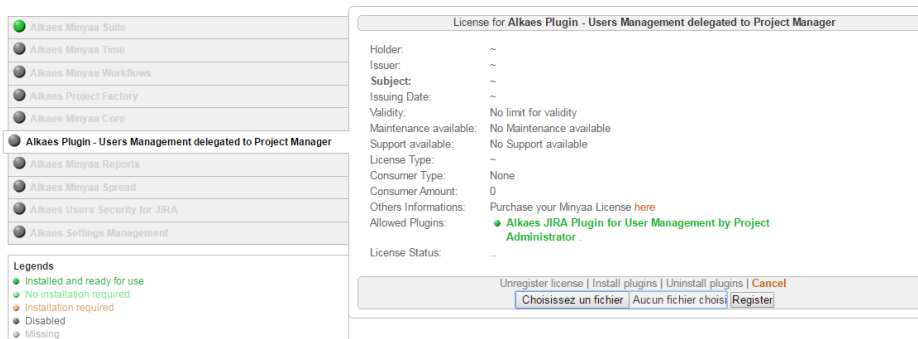 Alkaes Minyaa Suite
Alkaes Minyaa Time
Alkaes Minyaa Workflows
Alkaes Project Factory
Alkaes Minyaa Core
Alkaes Plugin - Users Management delegated to Project Manager
Alkaes Minyaa Reports
Alkaes Minyaa Spread
Alkaes Users Security for JIRA
Alkaes Settings Management
Legends
Installed and ready for use
No installation required
Installation required
Disabled
Missing
License for Alkaes Plugin - Users Management delegated to Project Manager
Holder: ~
Issuer: ~
Subject: ~
Issuing Date: ~
Validity: No limit for validity
Maintenance available: No Maintenance available
Support available: No Support available
License Type: ~
Consumer Type: None
Consumer Amount: 0
Others Informations: Purchase your Minyaa License here
Allowed Plugins: Alkaes JIRA Plugin for User Management by Project
Administrator .
License Status: ..
Unregister license | Install plugins | Uninstall plugins | Cancel
Choisissez un fichier Aucun fichier choisi Register